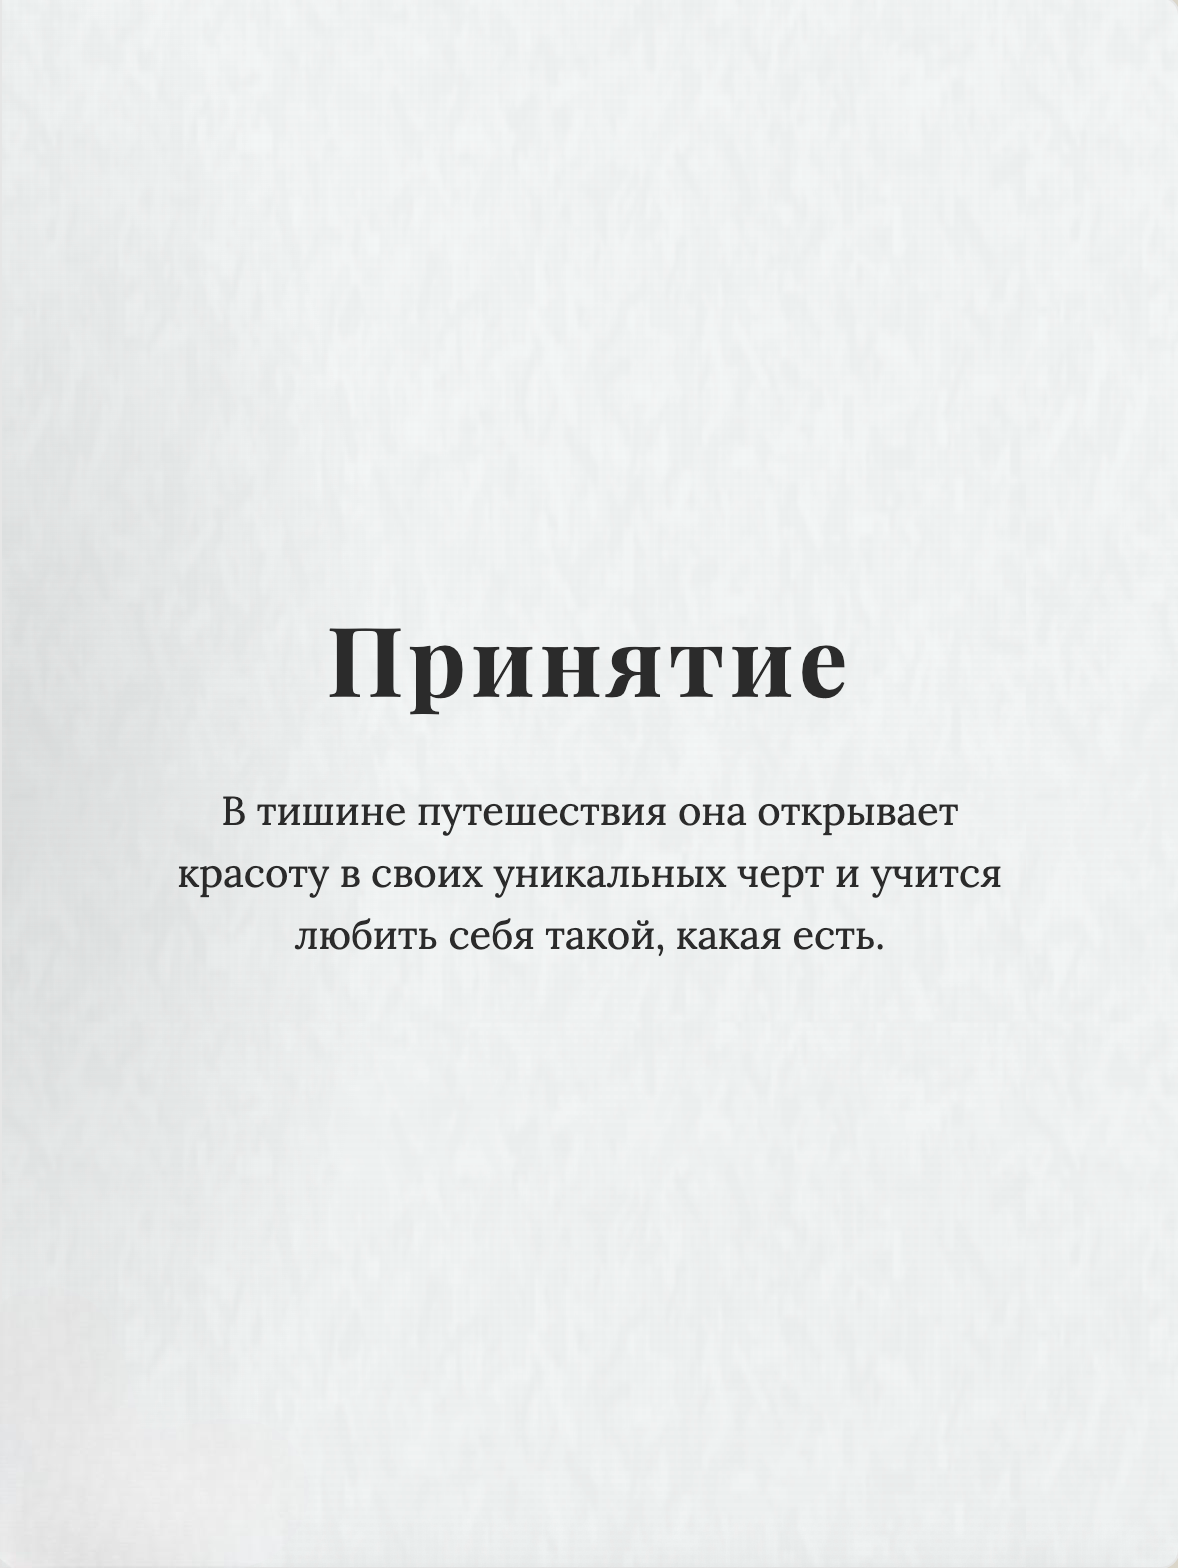 Принятие
В тишине путешествия она открывает
красоту в своих уникальных черт и учится
любить себя такой, какая есть.